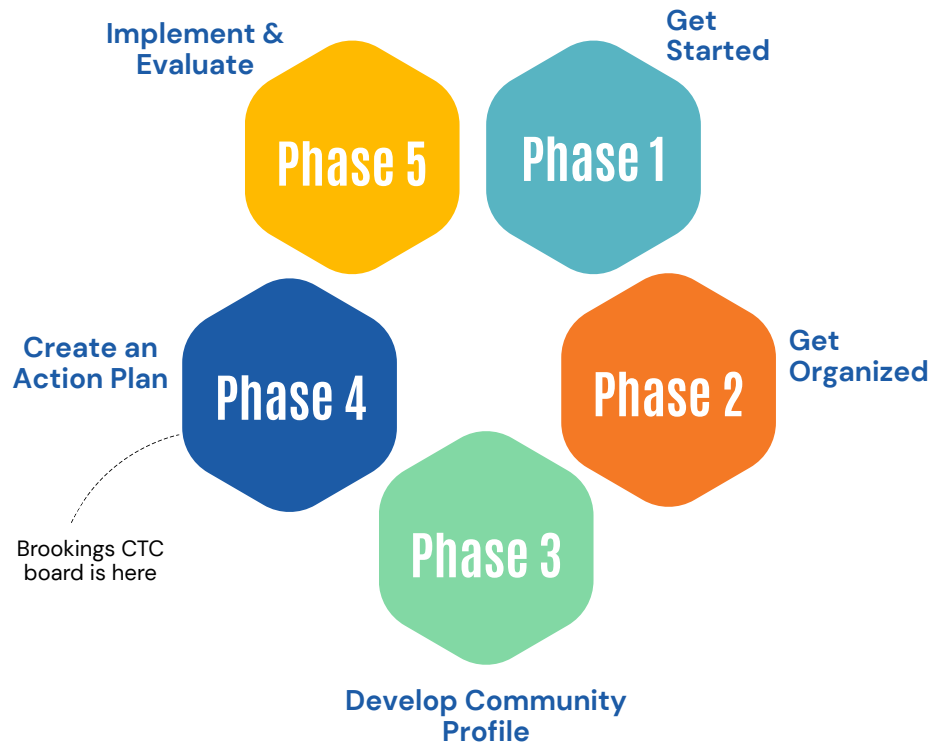 Get
Started
Phase 1
Get
Organized
Phase 2
Phase 3
Develop Community
Profile
Create an
Action Plan
Phase 4
Brookings CTC
board is here
Implement &
Evaluate
Phase 5